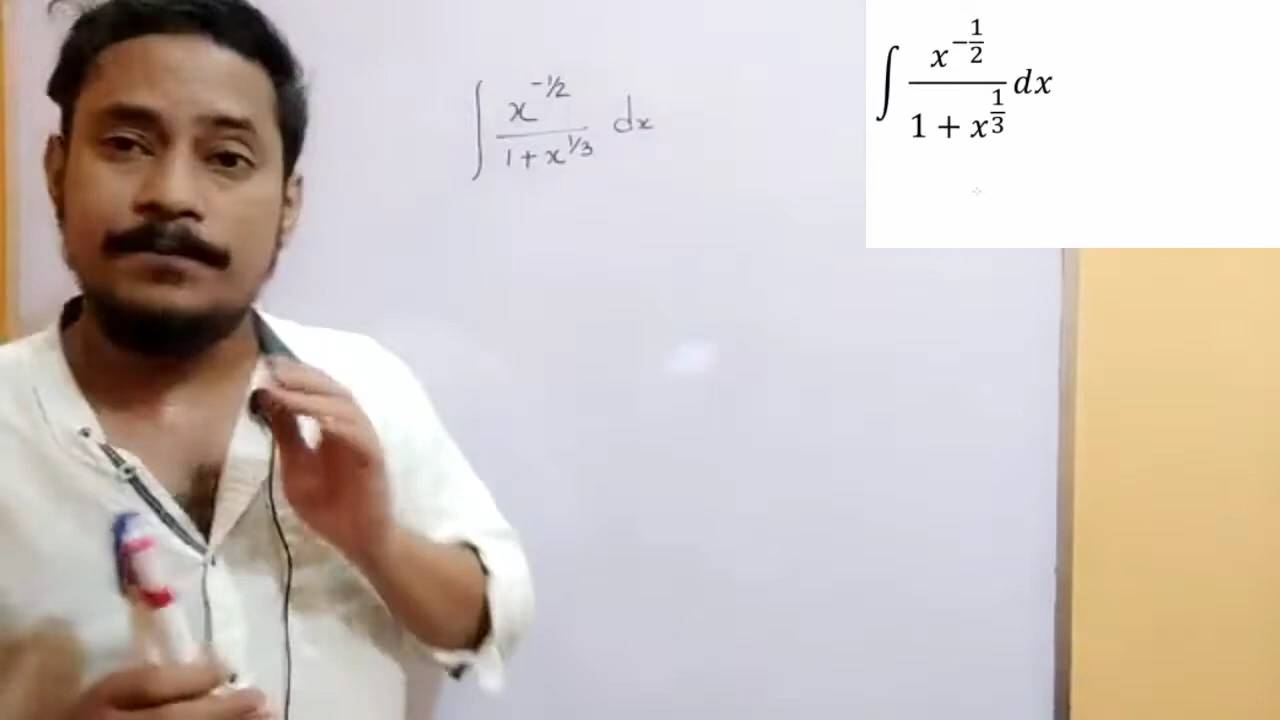 ∫ x^{-1/2} / (1 + x^{1/3}) dx
∫ x^{-1/2} / (1 + x^{1/3}) dx